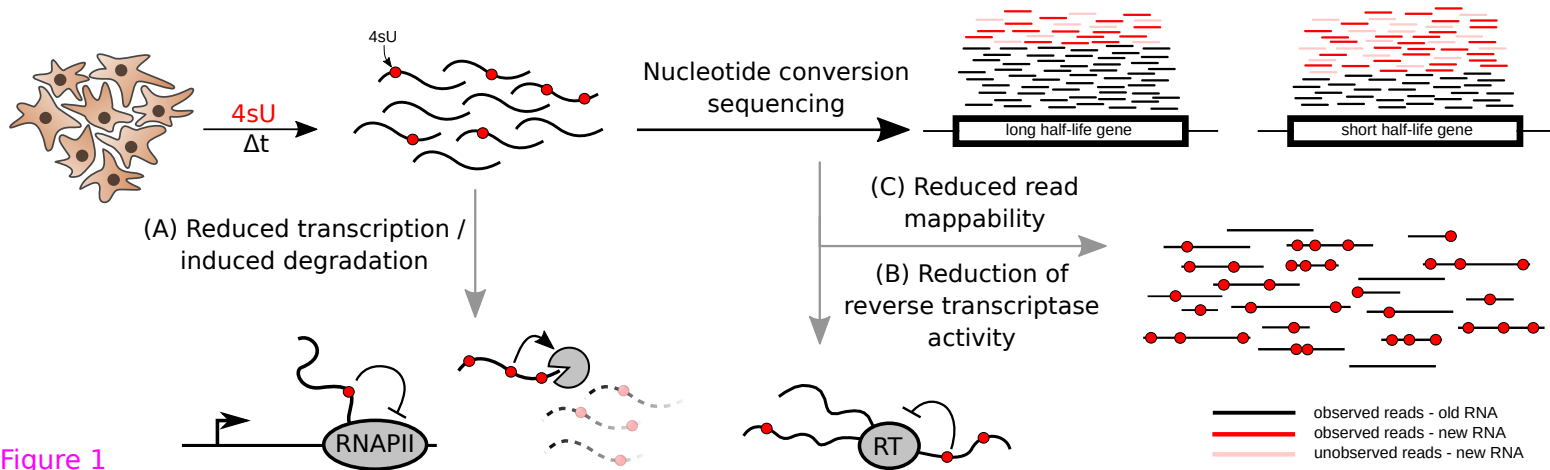 4sU
4sU
Δt
Nucleotide conversion
sequencing
long half-life gene
short half-life gene
(A) Reduced transcription /
induced degradation
(C) Reduced read
mappability
(B) Reduction of
reverse transcriptase
activity
RNAPII
RT
observed reads - old RNA
observed reads - new RNA
unobserved reads - new RNA
Figure 1